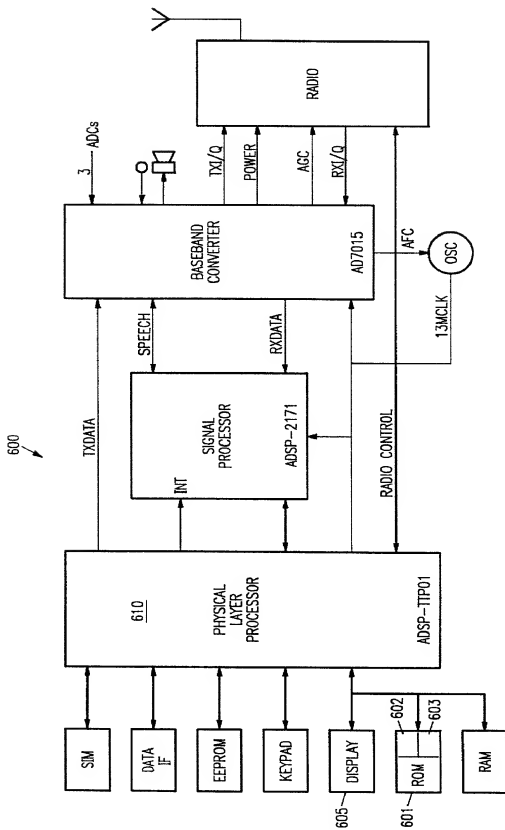 600
3
ADCs
TXDATA
SPEECH
RXDATA
INT
SIGNAL
PROCESSOR
ADSP-2171
BASEBAND
CONVERTER
AD7015
TXI/Q
POWER
AGC
RXI/Q
RADIO
AFC
OSC
13MCLK
RADIO CONTROL
610
PHYSICAL
LAYER
PROCESSOR
ADSP-TTP01
SIM
DATA
IF
EEPROM
KEYPAD
DISPLAY
605
ROM
602
603
601
RAM